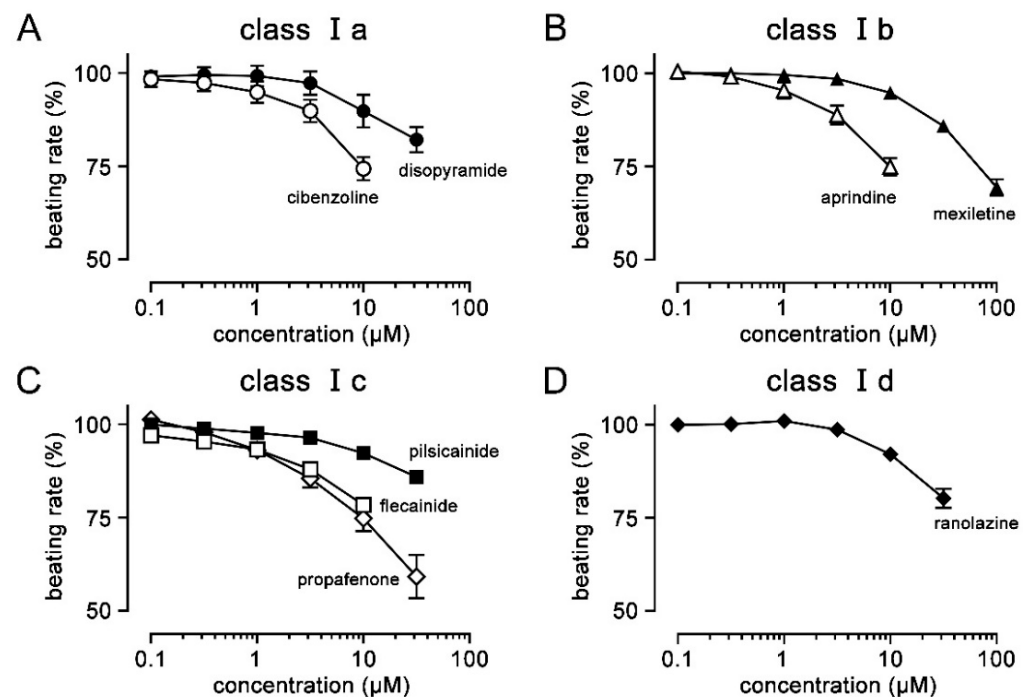 A class I a
beating rate (%)
100
75
50
disopyramide
cibenzoline
0.1 1 10 100
concentration (µM)
B class I b
beating rate (%)
100
75
50
aprindine
mexiletine
0.1 1 10 100
concentration (µM)
C class I c
beating rate (%)
100
75
50
pilsicainide
flecainide
propafenone
0.1 1 10 100
concentration (µM)
D class I d
beating rate (%)
100
75
50
ranolazine
0.1 1 10 100
concentration (µM)